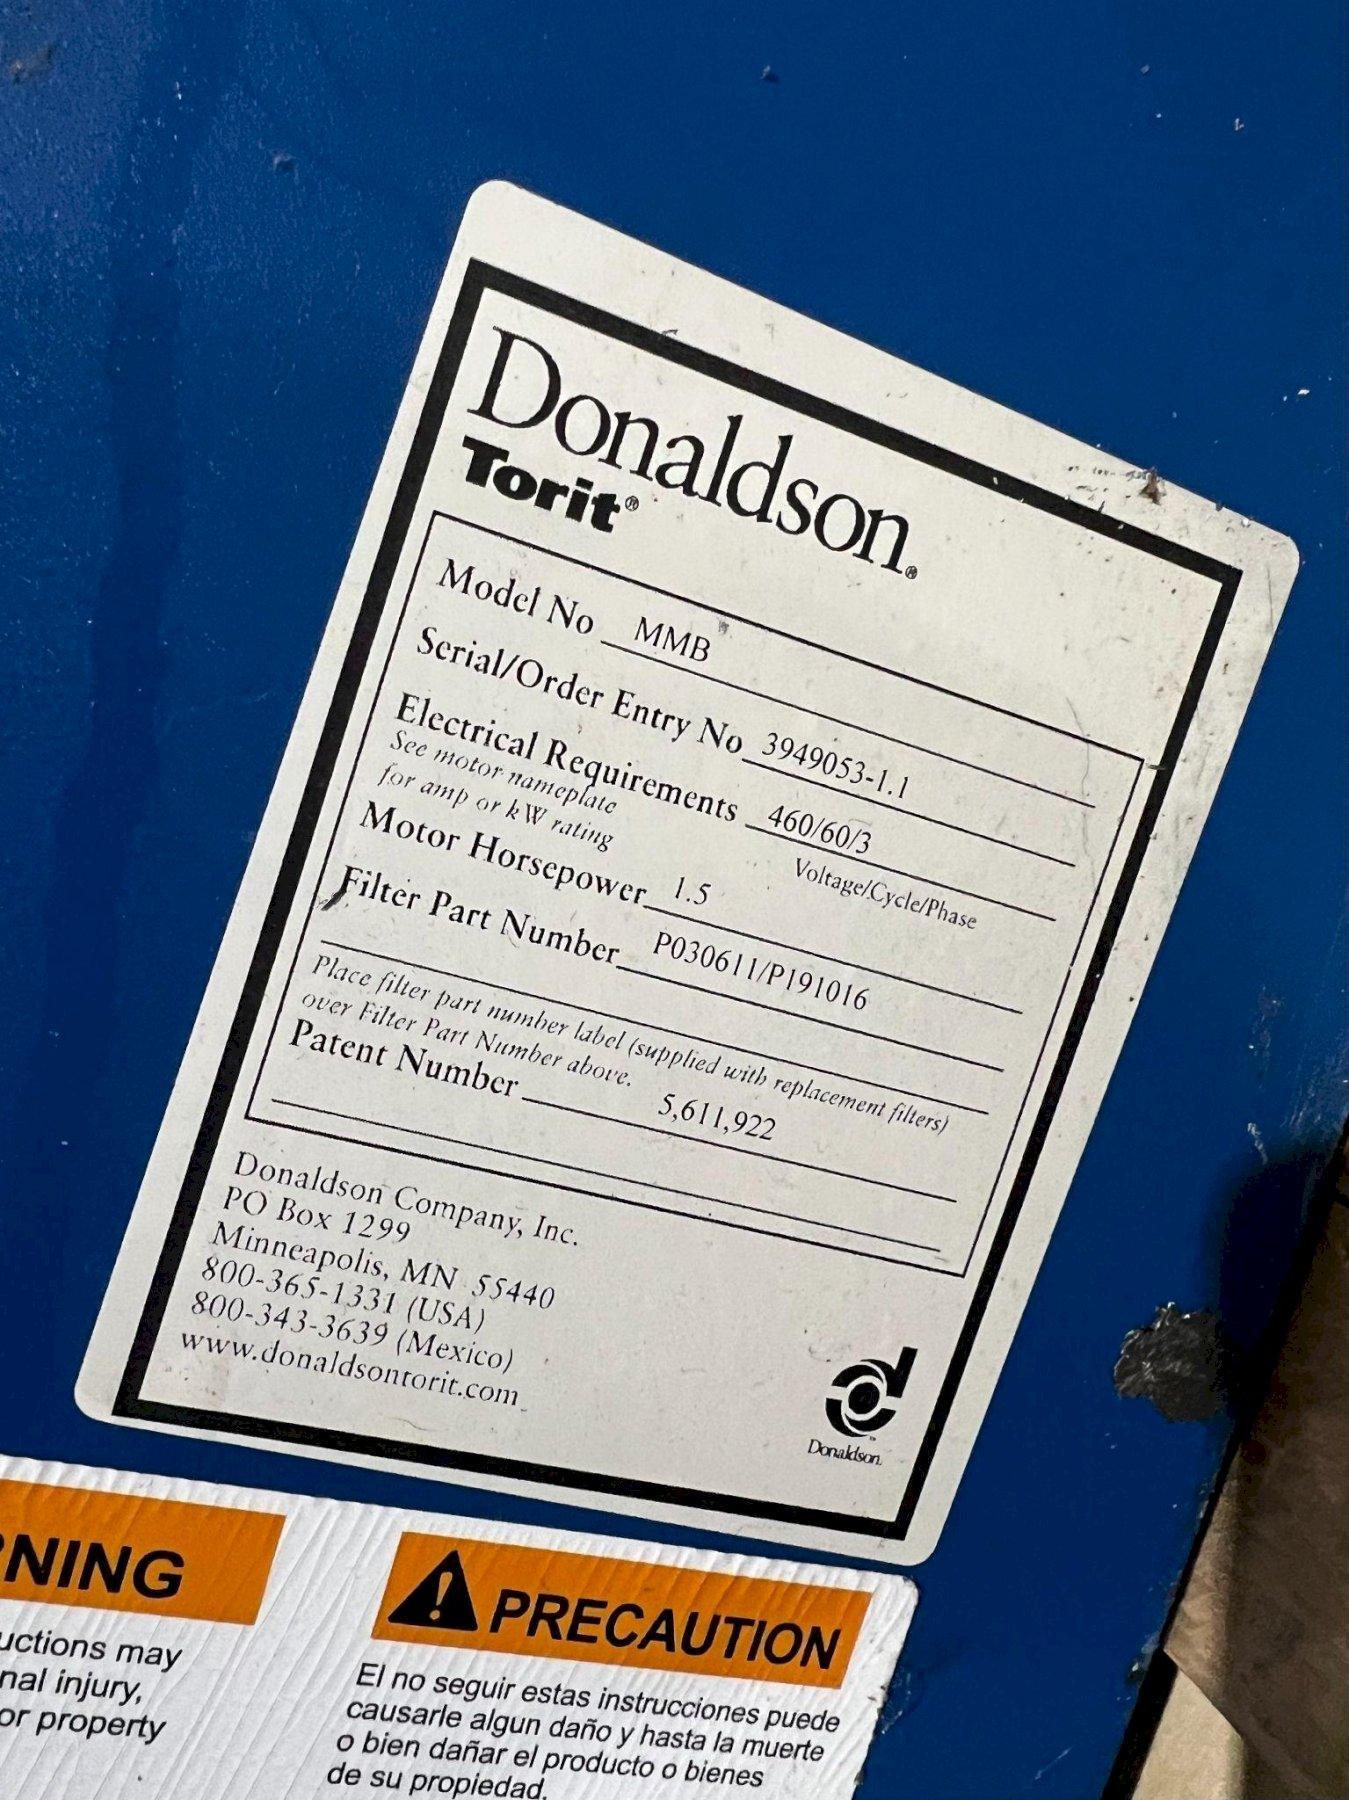 Donaldson®
Torit®
Model No MMB
Serial/Order Entry No 3949053-1.1
Electrical Requirements 460/60/3
See motor nameplate
for amp or kW rating
Voltage/Cycle/Phase
Motor Horsepower 1.5
Filter Part Number P030611/P191016
Place filter part number label (supplied with replacement filters)
over Filter Part Number above.
Patent Number 5,611,922
Donaldson Company, Inc.
PO Box 1299
Minneapolis, MN 55440
800-365-1331 (USA)
800-343-3639 (Mexico)
www.donaldsontorit.com
Donaldson.
RNING
uctions may
nal injury,
or property
PRECAUTION
El no seguir estas instrucciones puede
causarle algun daño y hasta la muerte
o bien dañar el producto o bienes
de su propiedad.